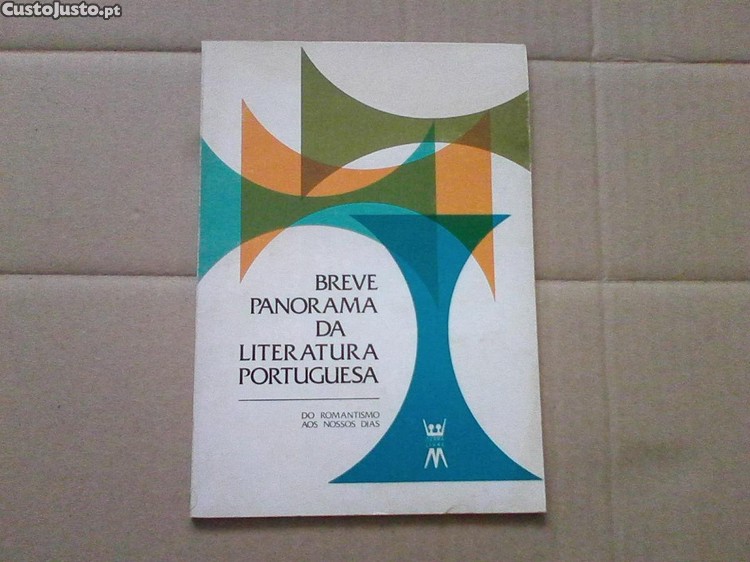 CustoJusto.pt
BREVE
PANORAMA
DA
LITERATURA
PORTUGUESA
DO ROMANTISMO
AOS NOSSOS DIAS
M